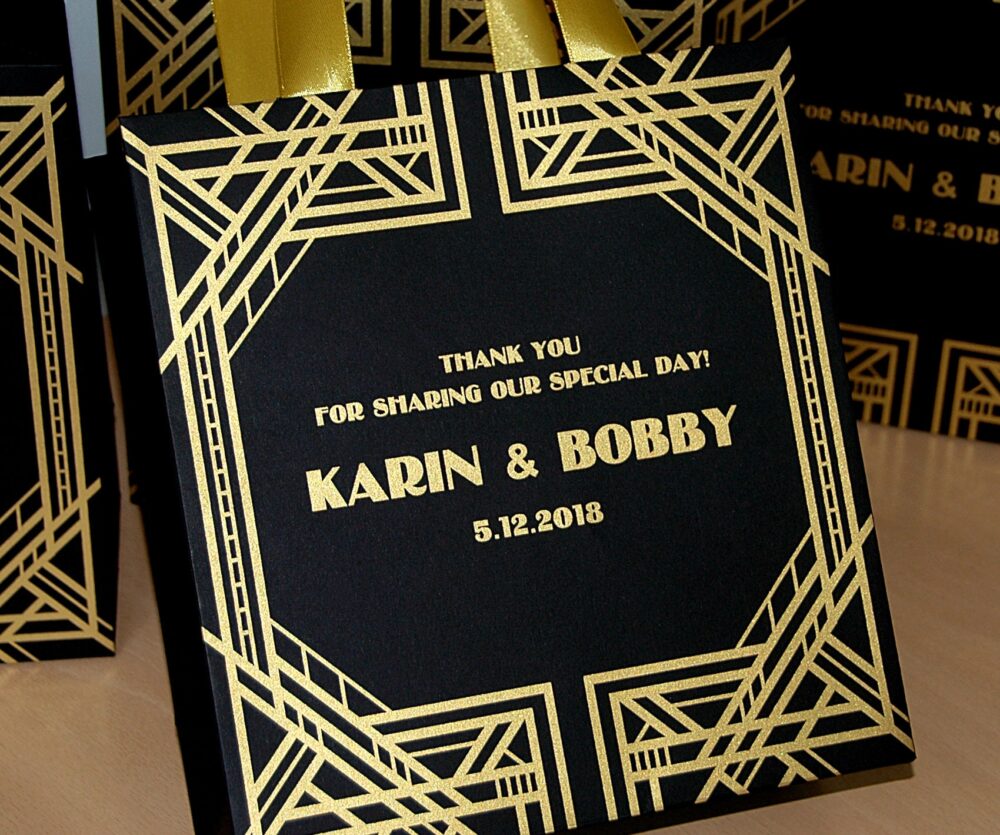 THANK YOU
FOR SHARING OUR SPECIAL DAY!
KARIN & BOBBY
5.12.2018
THANK
FOR SHARING OUR
&
5.12.2018